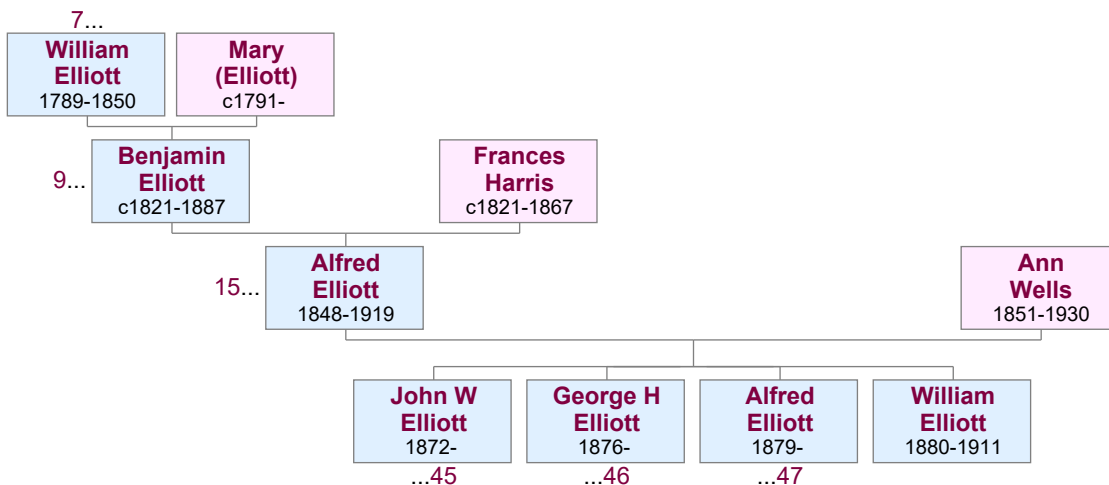 7...
William
Elliott
1789-1850
Mary
(Elliott)
c1791-
9...
Benjamin
Elliott
c1821-1887
Frances
Harris
c1821-1867
15...
Alfred
Elliott
1848-1919
Ann
Wells
1851-1930
John W
Elliott
1872-
...45
George H
Elliott
1876-
...46
Alfred
Elliott
1879-
...47
William
Elliott
1880-1911